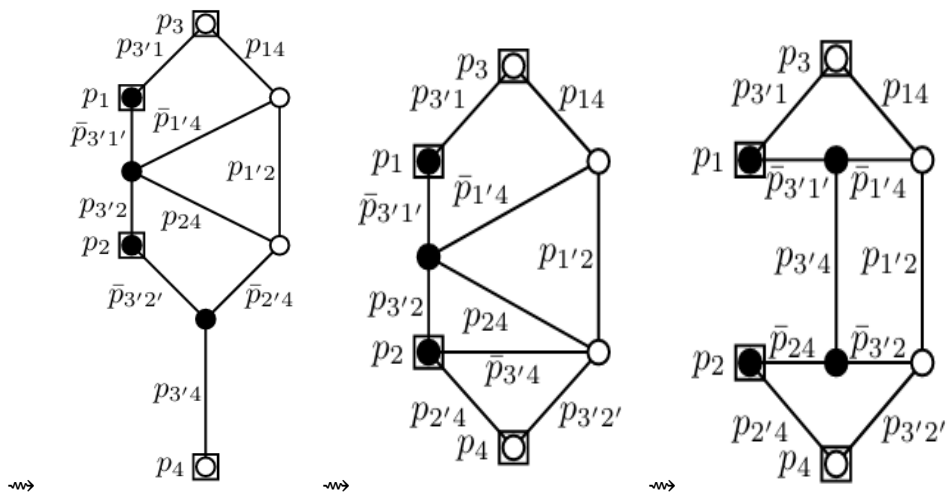 p₃
p₃′₁ p₁₄
p₁
p̄₃′₁′ p̄₁′₄
p₁′₂
p₃′₂ p₂₄
p₂
p̄₃′₂′ p̄₂′₄
p₃′₄
p₄
⇝
p₃
p₃′₁ p₁₄
p₁
p̄₃′₁′ p̄₁′₄
p₁′₂
p₃′₂ p₂₄
p₂
p̄₃′₄
p₂′₄ p₃′₂′
p₄
⇝
p₃
p₃′₁ p₁₄
p₁
p̄₃′₁′ p̄₁′₄
p₃′₄ p₁′₂
p̄₂₄ p̄₃′₂
p₂
p₂′₄ p₃′₂′
p₄
⇝